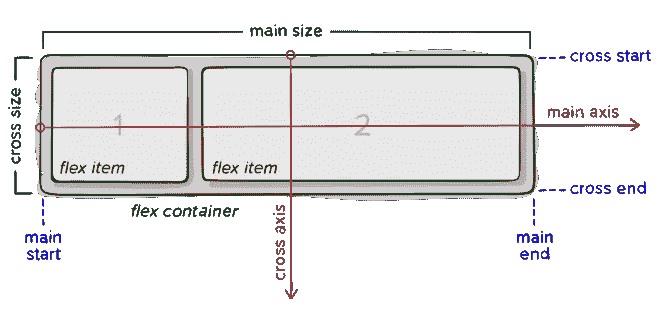 main size
cross start
cross size
main axis
1
2
flex item
flex item
cross end
flex container
cross axis
main
start
main
end